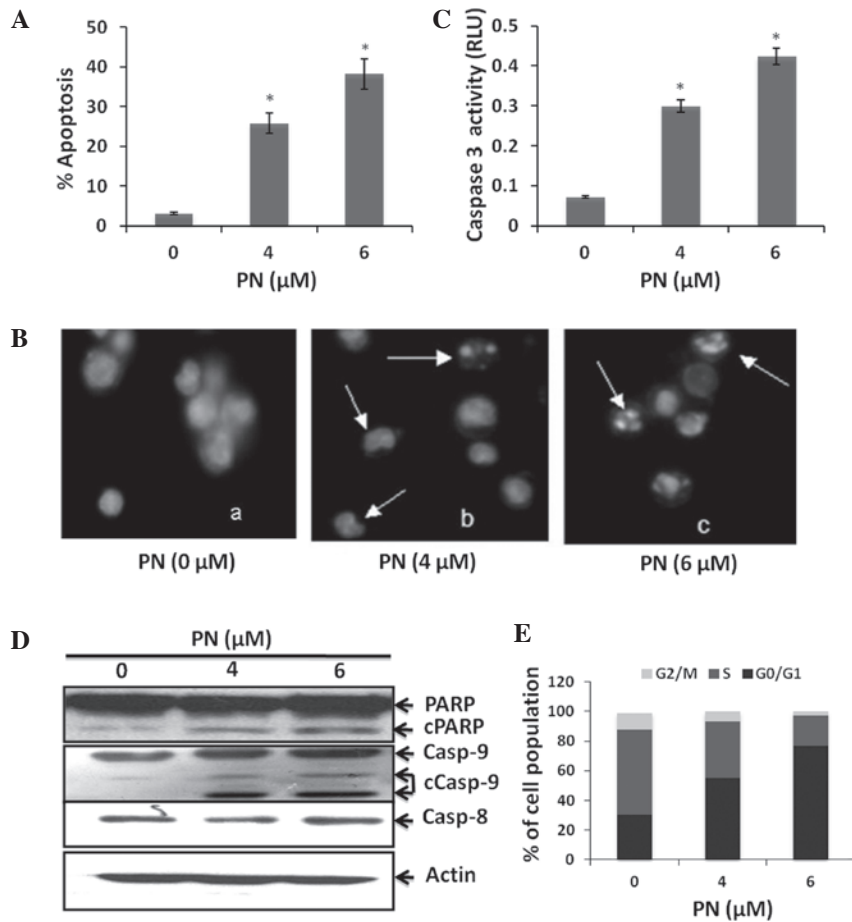 A
50
40
30
20
10
0
% Apoptosis
*
*
0 4 6
PN (µM)
C
0.5
0.4
0.3
0.2
0.1
0
Caspase 3 activity (RLU)
*
*
0 4 6
PN (µM)
B
a
b
c
PN (0 µM) PN (4 µM) PN (6 µM)
D
PN (µM)
0 4 6
PARP
cPARP
Casp-9
cCasp-9
Casp-8
Actin
E
G2/M S G0/G1
120
100
80
60
40
20
0
% of cell population
0 4 6
PN (µM)